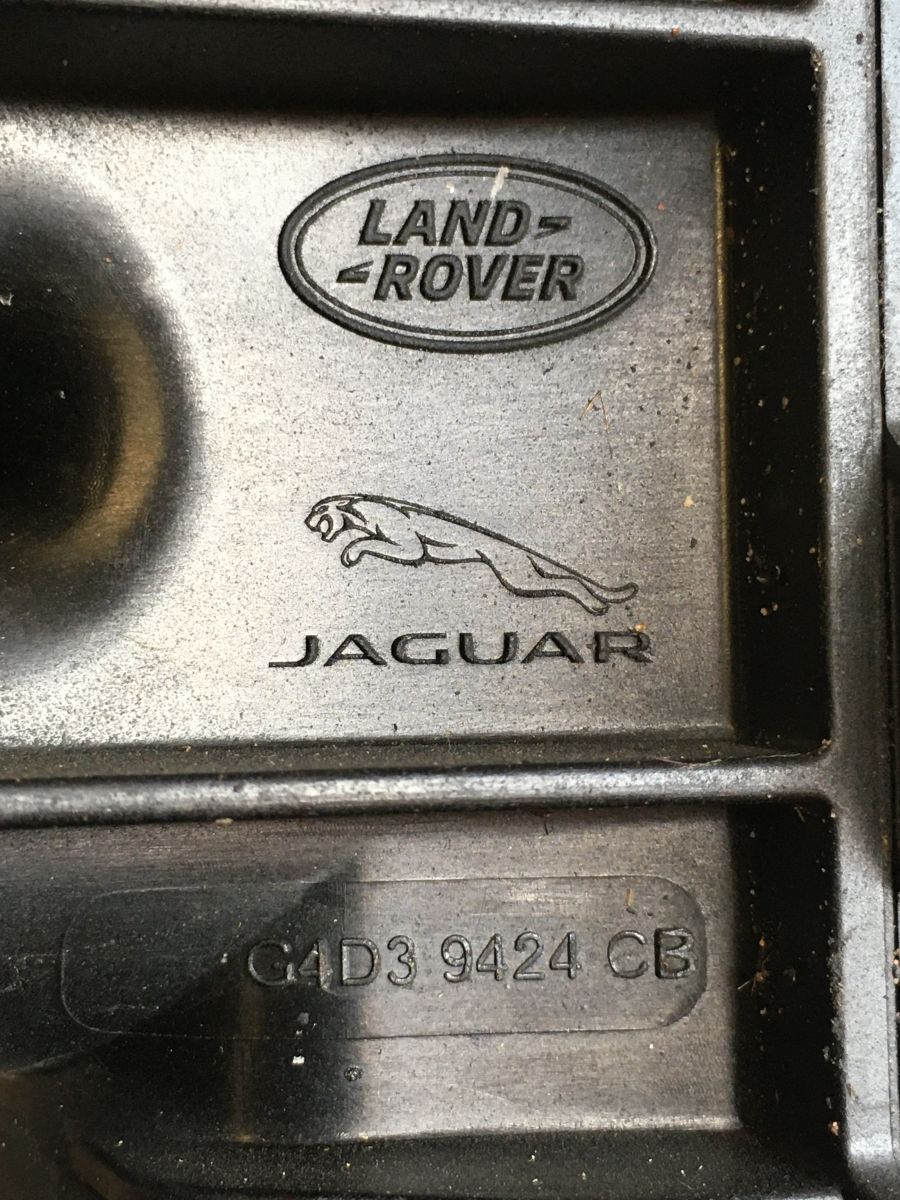 LAND
ROVER
JAGUAR
G4D3 9424 CB